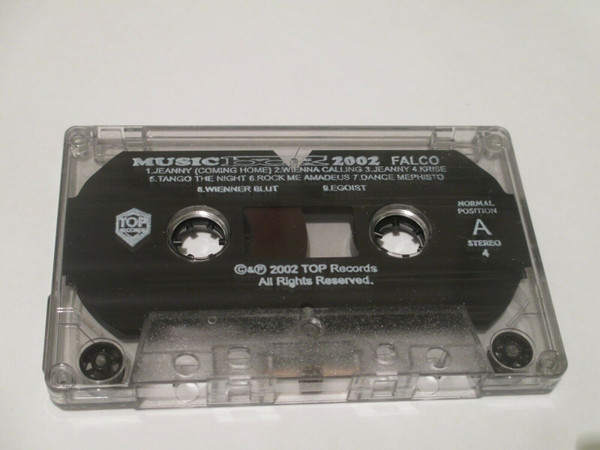 MUSIC BOX 2002 FALCO
1.JEANNY (COMING HOME) 2.WIENNA CALLING 3.JEANNY 4.KRISE
5.TANGO THE NIGHT 6.ROCK ME AMADEUS 7.DANCE MEPHISTO
8.WIENNER BLUT 9.EGOIST
TOP
RECORDS
NORMAL
POSITION
A
STEREO
4
©&℗ 2002 TOP Records
All Rights Reserved.